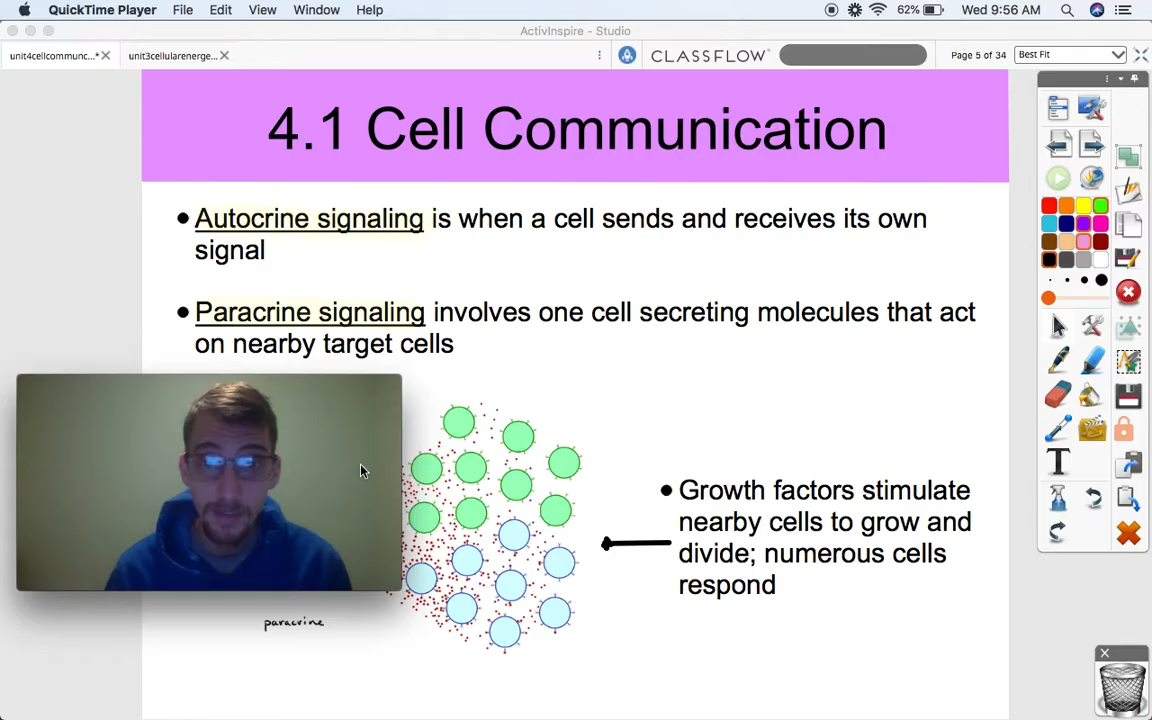 QuickTime Player File Edit View Window Help 62% Wed 9:56 AM
ActivInspire - Studio
unit4cellcommunc...* unit3cellularenerge... CLASSFLOW Page 5 of 34 Best Fit
4.1 Cell Communication
Autocrine signaling is when a cell sends and receives its own
signal
Paracrine signaling involves one cell secreting molecules that act
on nearby target cells
Growth factors stimulate
nearby cells to grow and
divide; numerous cells
respond
paracrine